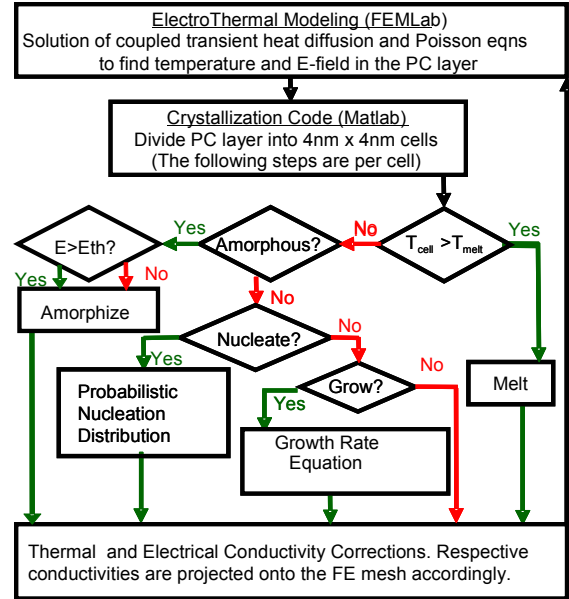 ElectroThermal Modeling (FEMLab)
Solution of coupled transient heat diffusion and Poisson eqns
to find temperature and E-field in the PC layer
Crystallization Code (Matlab)
Divide PC layer into 4nm x 4nm cells
(The following steps are per cell)
E>Eth?
Yes
Amorphous?
No
Tcell >Tmelt
Yes
Yes
No
No
Amorphize
Nucleate?
No
Yes
Grow?
No
Yes
Probabilistic
Nucleation
Distribution
Growth Rate
Equation
Melt
Thermal and Electrical Conductivity Corrections. Respective
conductivities are projected onto the FE mesh accordingly.